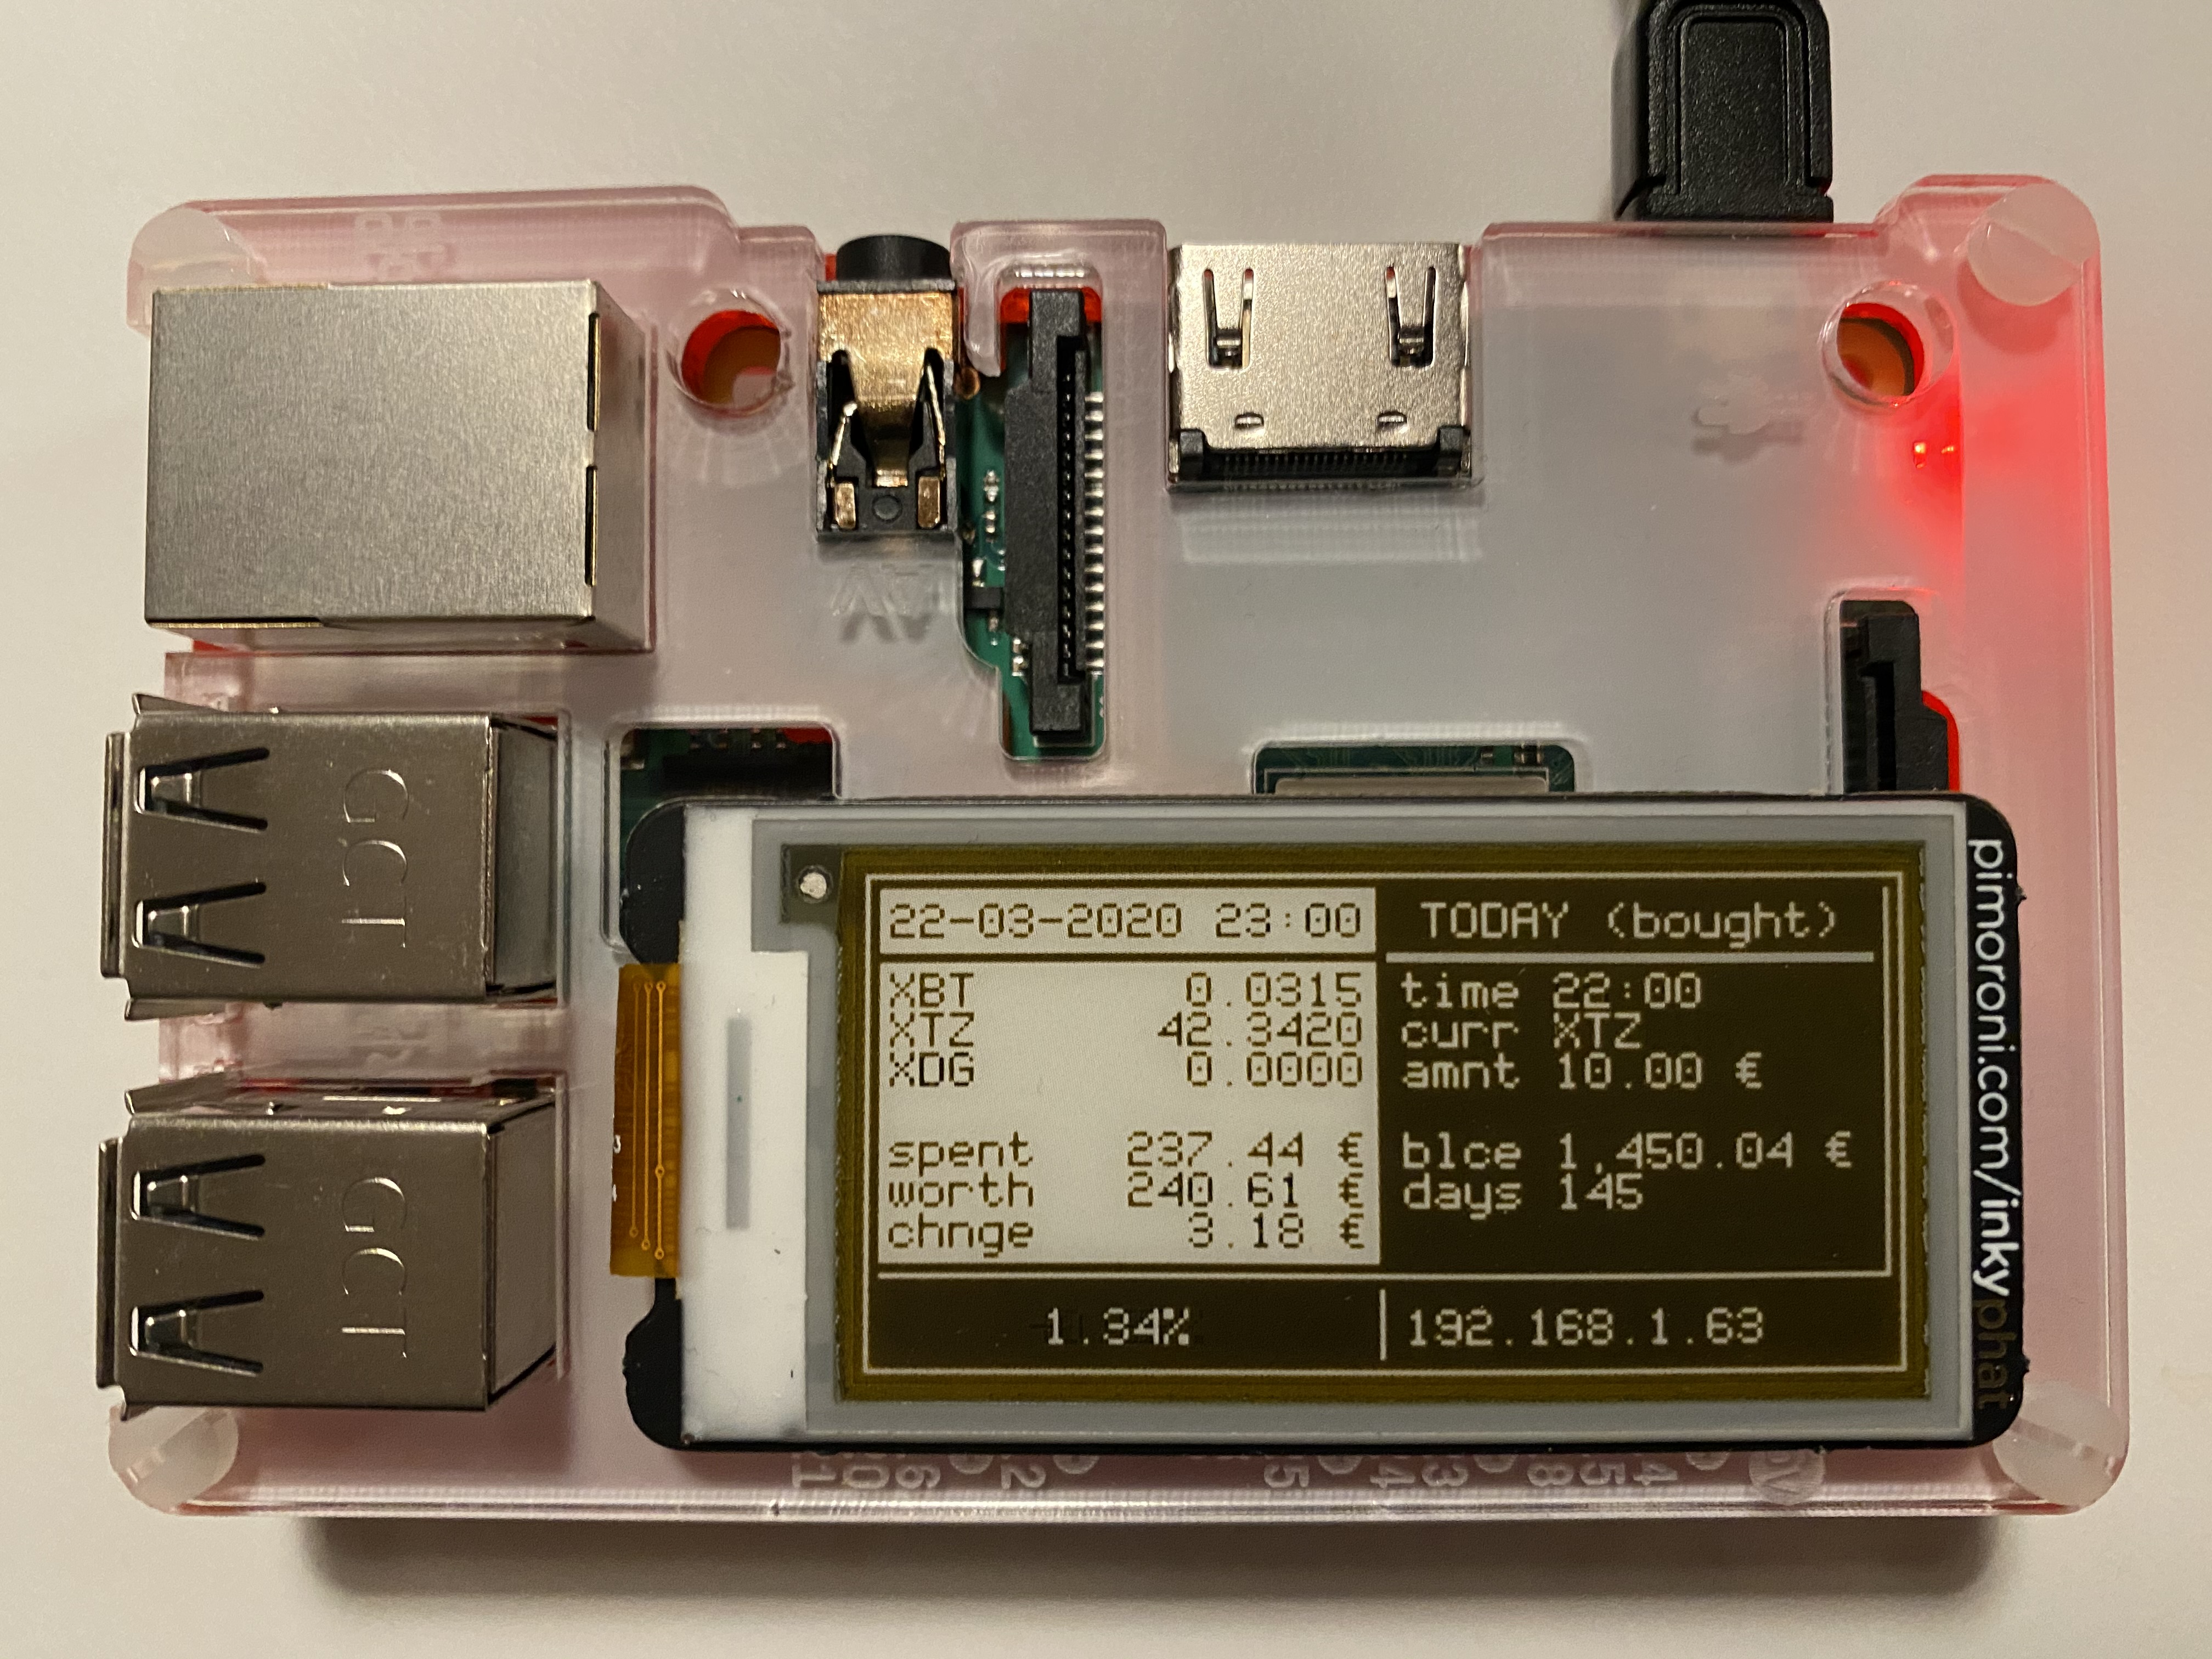 AV
GCT
GCT
22-03-2020 23:00
XBT 0.0315
XTZ 42.3420
XDG 0.0000
spent 237.44 €
worth 240.61 €
chnge 3.18 €
1.34%
TODAY (bought)
time 22:00
curr XTZ
amnt 10.00 €
blce 1,450.04 €
days 145
192.168.1.63
pimoroni.com/inkyphat